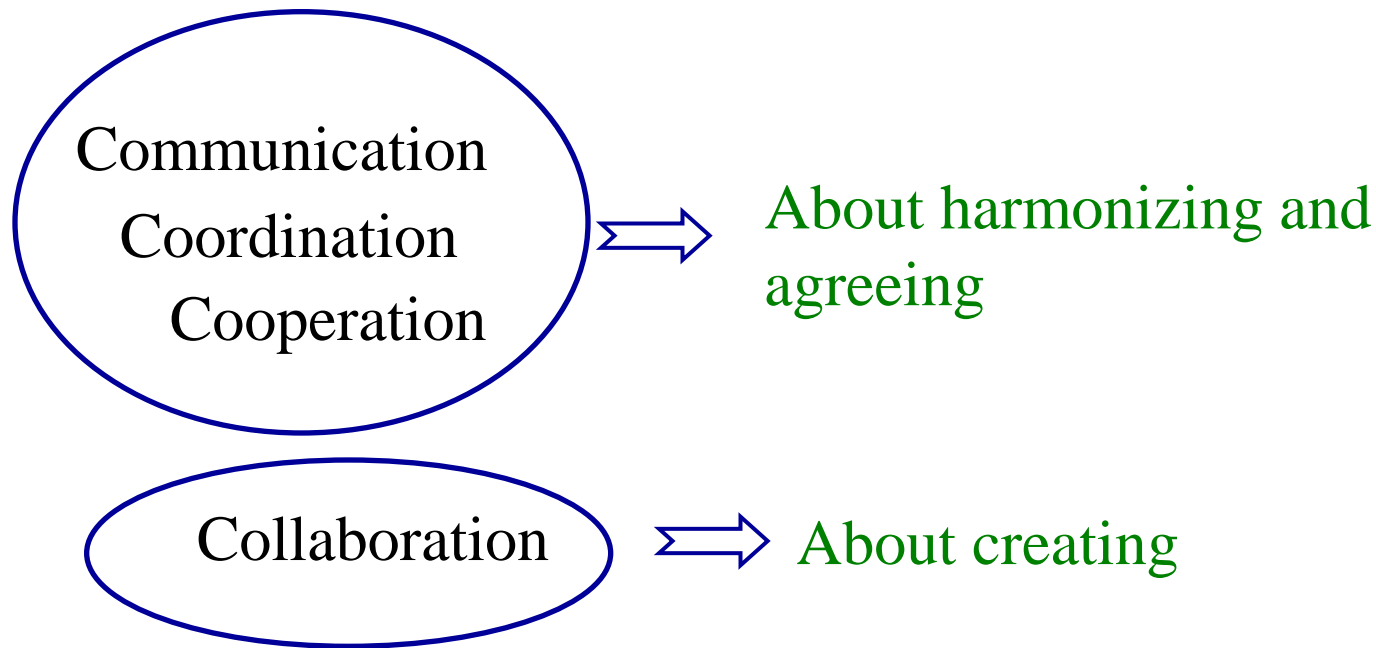 Communication
Coordination
Cooperation
About harmonizing and
agreeing
Collaboration
About creating